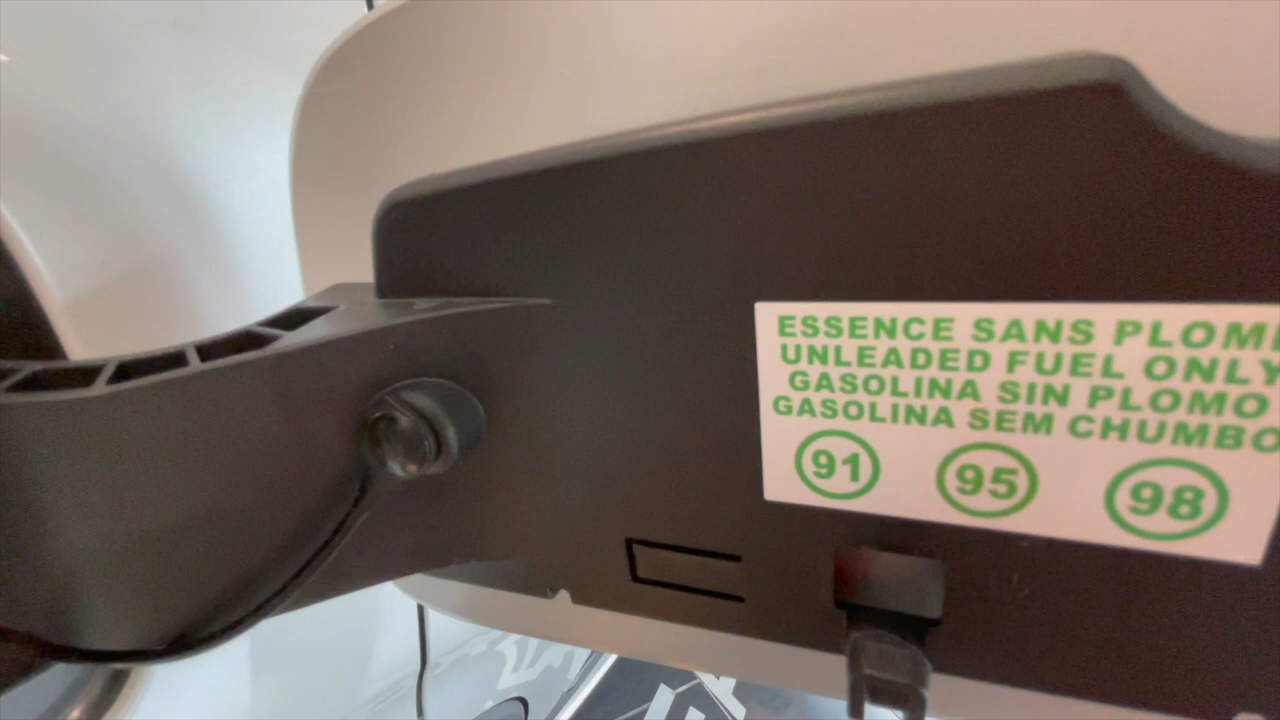 ESSENCE SANS PLOM
UNLEADED FUEL ONLY
GASOLINA SIN PLOMO
GASOLINA SEM CHUMBO
91 95 98